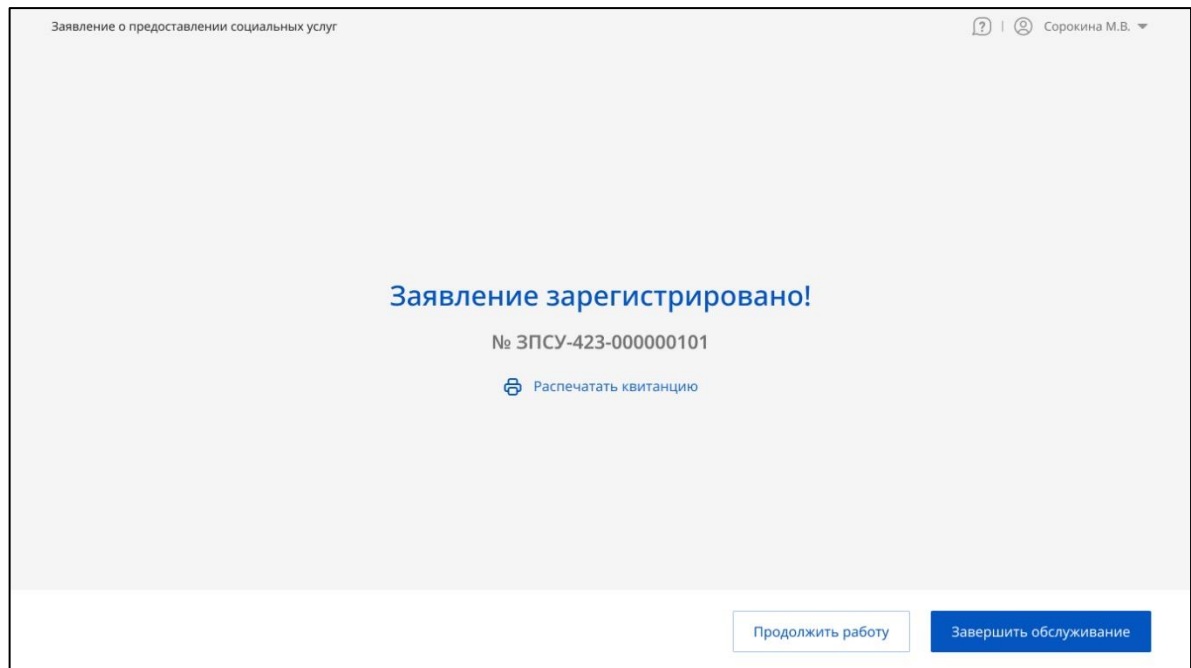 Заявление о предоставлении социальных услуг
? Сорокина М.В.
Заявление зарегистрировано!
№ ЗПСУ-423-000000101
Распечатать квитанцию
Продолжить работу
Завершить обслуживание